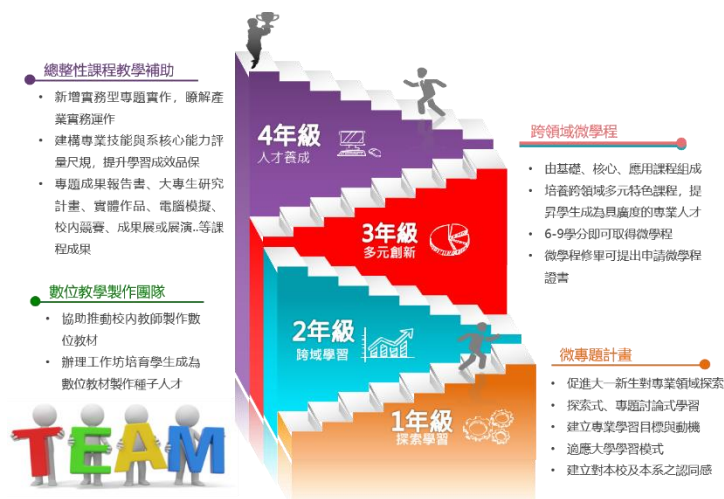 總整性課程教學補助
• 新增實務型專題實作，瞭解產
業實務運作
• 建構專業技能與系核心能力評
量尺規，提升學習成效品保
• 專題成果報告書、大專生研究
計畫、實體作品、電腦模擬、
校內競賽、成果展或展演..等課
程成果
數位教學製作團隊
• 協助推動校內教師製作數
位教材
• 辦理工作坊培育學生成為
數位教材製作種子人才
TEAM
4年級
人才養成
3年級
多元創新
2年級
跨域學習
1年級
探索學習
跨領域微學程
• 由基礎、核心、應用課程組成
• 培養跨領域多元特色課程，提
昇學生成為具廣度的專業人才
• 6-9學分即可取得微學程
• 微學程修畢可提出申請微學程
證書
微專題計畫
• 促進大一新生對專業領域探索
• 探索式、專題討論式學習
• 建立專業學習目標與動機
• 適應大學學習模式
• 建立對本校及本系之認同感